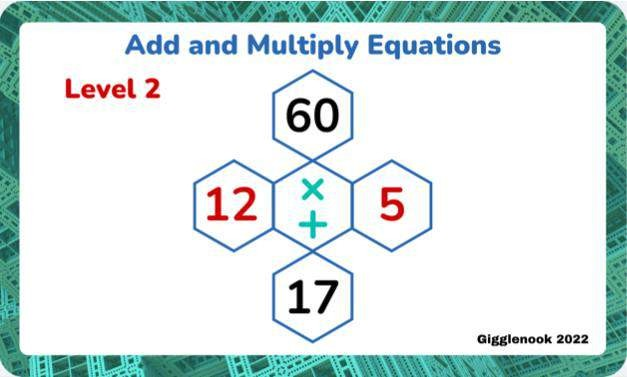 Add and Multiply Equations
Level 2
60
12 × 5
+
17
Gigglenook 2022